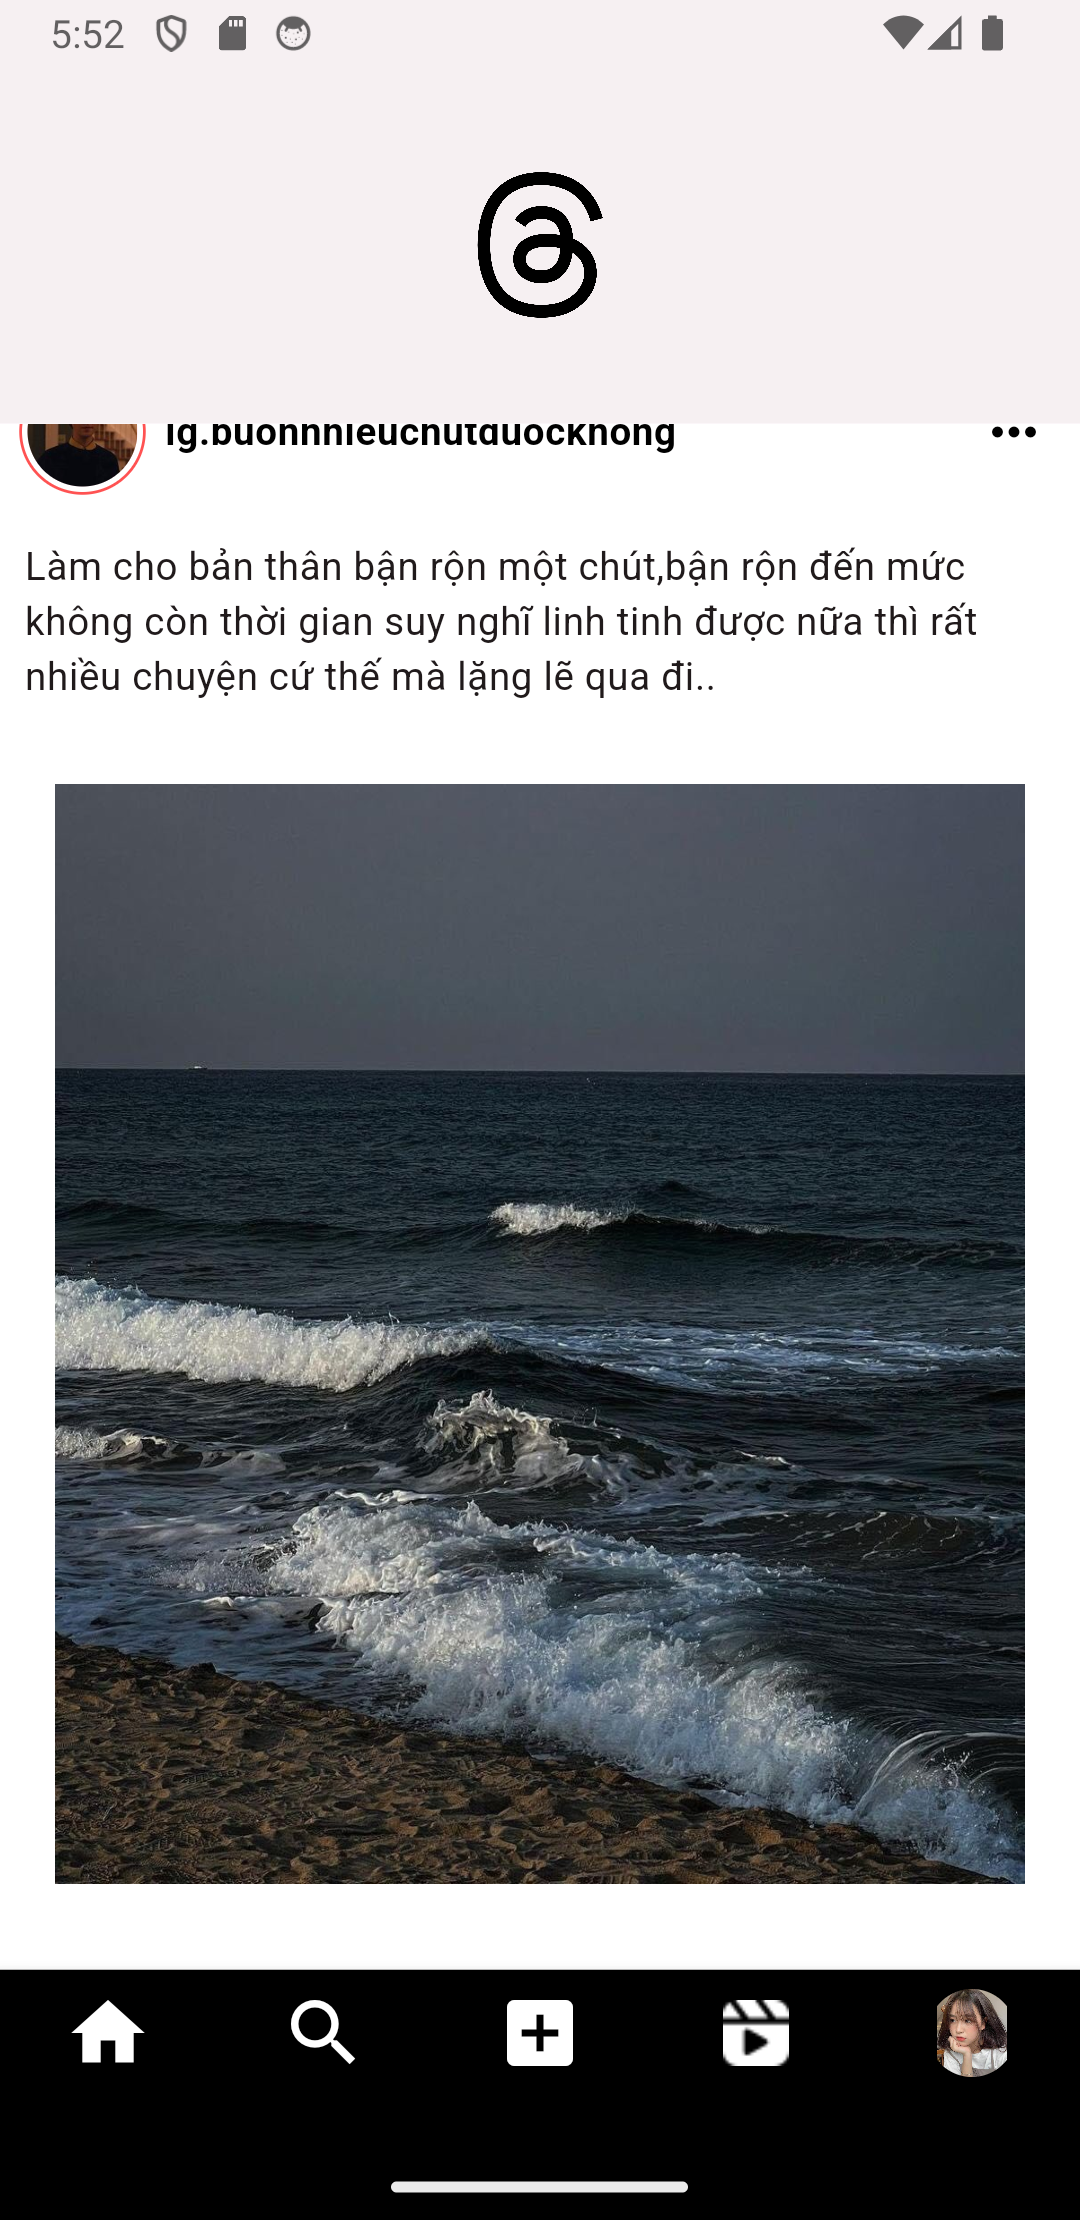 5:52
ig.buonnhieuchutduockhong
Làm cho bản thân bận rộn một chút,bận rộn đến mức
không còn thời gian suy nghĩ linh tinh được nữa thì rất
nhiều chuyện cứ thế mà lặng lẽ qua đi..